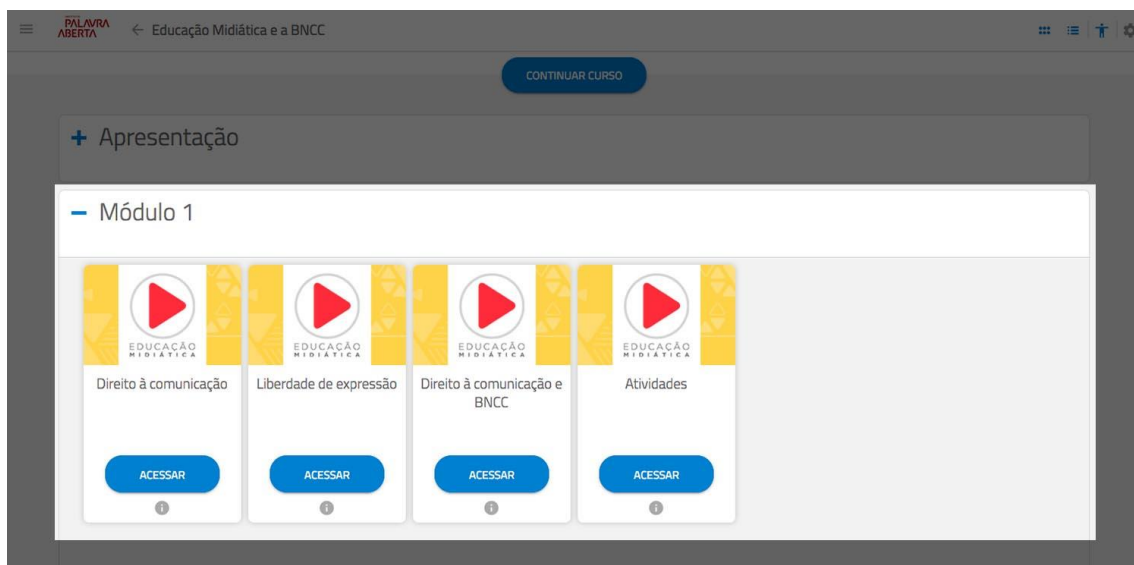 PALAVRA
ABERTA
← Educação Midiática e a BNCC
CONTINUAR CURSO
+ Apresentação
– Módulo 1
EDUCAÇÃO
MIDIÁTICA
Direito à comunicação
ACESSAR
EDUCAÇÃO
MIDIÁTICA
Liberdade de expressão
ACESSAR
EDUCAÇÃO
MIDIÁTICA
Direito à comunicação e
BNCC
ACESSAR
EDUCAÇÃO
MIDIÁTICA
Atividades
ACESSAR